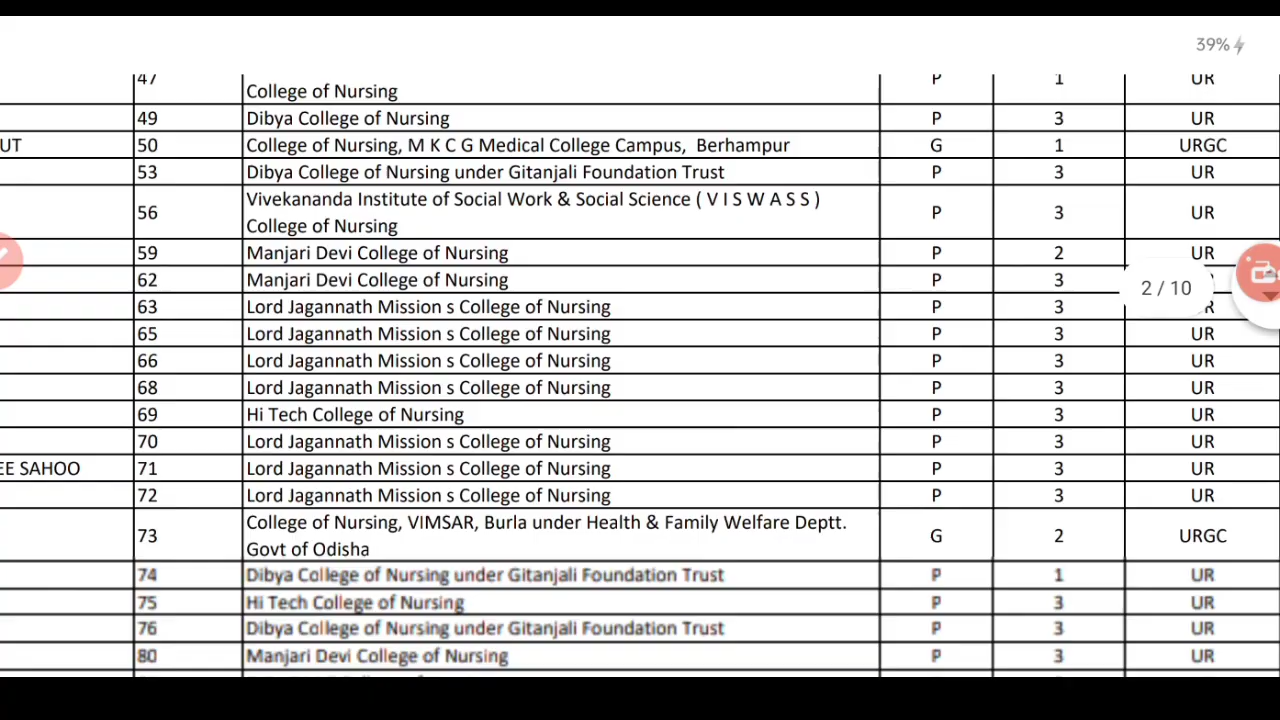 39%
47 College of Nursing P 1 UR
49 Dibya College of Nursing P 3 UR
UT 50 College of Nursing, M K C G Medical College Campus, Berhampur G 1 URGC
53 Dibya College of Nursing under Gitanjali Foundation Trust P 3 UR
Vivekananda Institute of Social Work & Social Science ( V I S W A S S )
56 College of Nursing P 3 UR
59 Manjari Devi College of Nursing P 2 UR
62 Manjari Devi College of Nursing P 3
2 / 10
63 Lord Jagannath Mission s College of Nursing P 3 R
65 Lord Jagannath Mission s College of Nursing P 3 UR
66 Lord Jagannath Mission s College of Nursing P 3 UR
68 Lord Jagannath Mission s College of Nursing P 3 UR
69 Hi Tech College of Nursing P 3 UR
70 Lord Jagannath Mission s College of Nursing P 3 UR
EE SAHOO 71 Lord Jagannath Mission s College of Nursing P 3 UR
72 Lord Jagannath Mission s College of Nursing P 3 UR
College of Nursing, VIMSAR, Burla under Health & Family Welfare Deptt.
73 Govt of Odisha G 2 URGC
74 Dibya College of Nursing under Gitanjali Foundation Trust P 1 UR
75 Hi Tech College of Nursing P 3 UR
76 Dibya College of Nursing under Gitanjali Foundation Trust P 3 UR
80 Manjari Devi College of Nursing P 3 UR